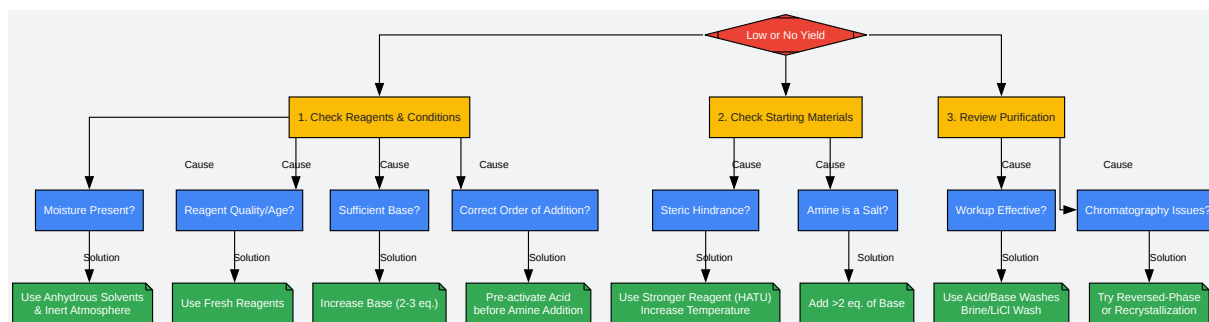 Low or No Yield
1. Check Reagents & Conditions
2. Check Starting Materials
3. Review Purification
Cause
Cause
Cause
Cause
Cause
Cause
Cause
Cause
Moisture Present?
Reagent Quality/Age?
Sufficient Base?
Correct Order of Addition?
Steric Hindrance?
Amine is a Salt?
Workup Effective?
Chromatography Issues?
Solution
Solution
Solution
Solution
Solution
Solution
Solution
Solution
Use Anhydrous Solvents
& Inert Atmosphere
Use Fresh Reagents
Increase Base (2-3 eq.)
Pre-activate Acid
before Amine Addition
Use Stronger Reagent (HATU)
Increase Temperature
Add >2 eq. of Base
Use Acid/Base Washes
Brine/LiCl Wash
Try Reversed-Phase
or Recrystallization